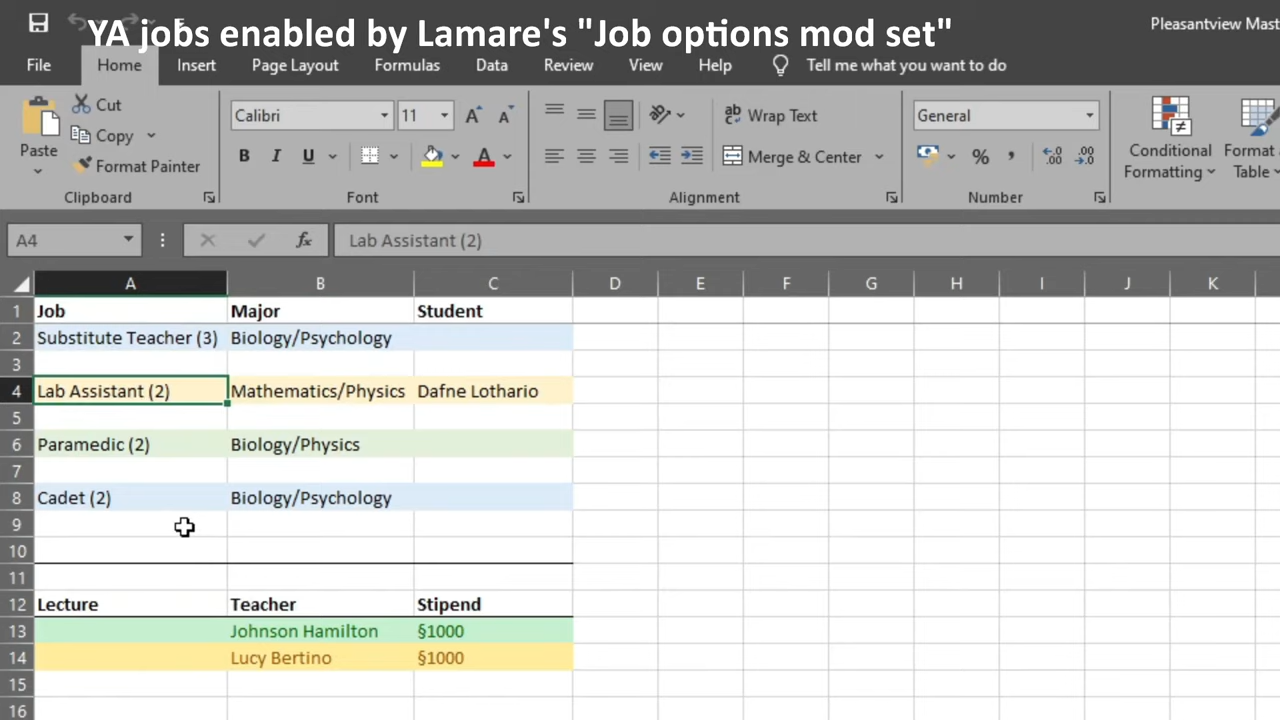 YA jobs enabled by Lamare's "Job options mod set"
Pleasantview Mast
File Home Insert Page Layout Formulas Data Review View Help Tell me what you want to do
Cut
Copy
Format Painter
Paste
Calibri 11
B I U A
ab Wrap Text
Merge & Center
General
% ,
Conditional Formatting
Format a
Table
Clipboard Font Alignment Number
A4 fx Lab Assistant (2)
A B C D E F G H I J K
1 Job Major Student
2 Substitute Teacher (3) Biology/Psychology
3
4 Lab Assistant (2) Mathematics/Physics Dafne Lothario
5
6 Paramedic (2) Biology/Physics
7
8 Cadet (2) Biology/Psychology
9
10
11
12 Lecture Teacher Stipend
13 Johnson Hamilton §1000
14 Lucy Bertino §1000
15
16